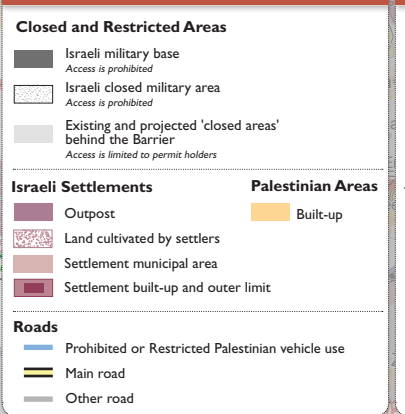 Closed and Restricted Areas
Israeli military base
Access is prohibited
Israeli closed military area
Access is prohibited
Existing and projected 'closed areas'
behind the Barrier
Access is limited to permit holders
Israeli Settlements
Palestinian Areas
Outpost
Built-up
Land cultivated by settlers
Settlement municipal area
Settlement built-up and outer limit
Roads
Prohibited or Restricted Palestinian vehicle use
Main road
Other road